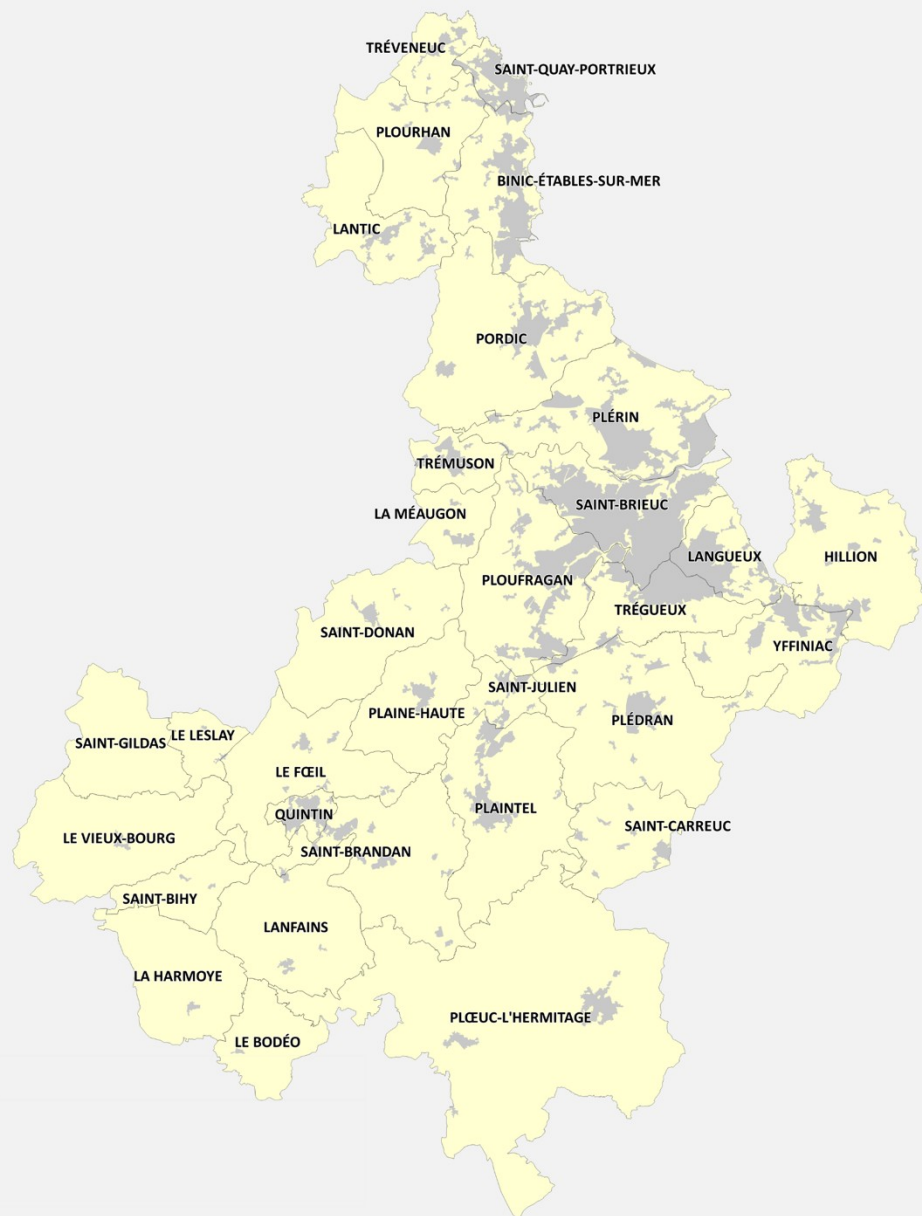 TRÉVENEUC
SAINT-QUAY-PORTRIEUX
PLOURHAN
BINIC-ÉTABLES-SUR-MER
LANTIC
PORDIC
PLÉRIN
TRÉMUSON
SAINT-BRIEUC
LA MÉAUGON
LANGUEUX
HILLION
PLOUFRAGAN
TRÉGUEUX
SAINT-DONAN
YFFINIAC
SAINT-JULIEN
PLAINE-HAUTE
PLÉDRAN
LE LESLAY
SAINT-GILDAS
LE FŒIL
PLAINTEL
QUINTIN
SAINT-CARREUC
LE VIEUX-BOURG
SAINT-BRANDAN
SAINT-BIHY
LANFAINS
LA HARMOYE
PLŒUC-L'HERMITAGE
LE BODÉO